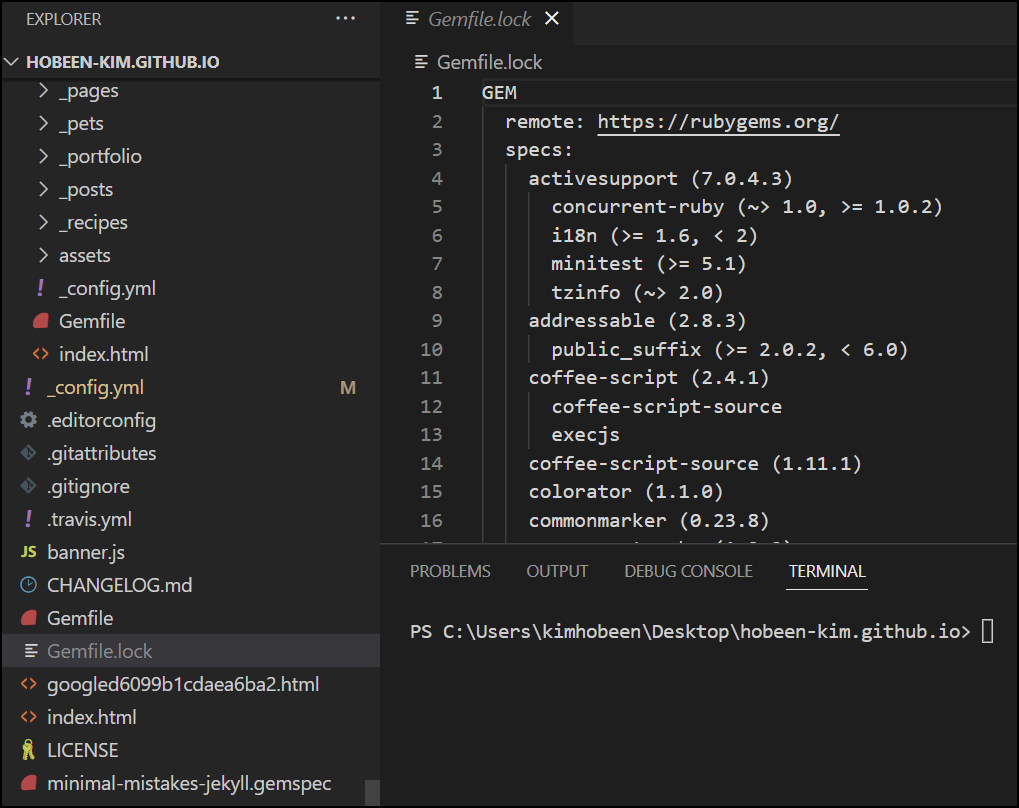 EXPLORER
HOBEEN-KIM.GITHUB.IO
_pages
_pets
_portfolio
_posts
_recipes
assets
! _config.yml
Gemfile
<> index.html
! _config.yml M
.editorconfig
.gitattributes
.gitignore
! .travis.yml
JS banner.js
CHANGELOG.md
Gemfile
Gemfile.lock
<> googled6099b1cdaea6ba2.html
<> index.html
LICENSE
minimal-mistakes-jekyll.gemspec
Gemfile.lock
Gemfile.lock
1 GEM
2 remote: https://rubygems.org/
3 specs:
4 activesupport (7.0.4.3)
5 concurrent-ruby (~> 1.0, >= 1.0.2)
6 i18n (>= 1.6, < 2)
7 minitest (>= 5.1)
8 tzinfo (~> 2.0)
9 addressable (2.8.3)
10 public_suffix (>= 2.0.2, < 6.0)
11 coffee-script (2.4.1)
12 coffee-script-source
13 execjs
14 coffee-script-source (1.11.1)
15 colorator (1.1.0)
16 commonmarker (0.23.8)
PROBLEMS OUTPUT DEBUG CONSOLE TERMINAL
PS C:\Users\kimhobeen\Desktop\hobeen-kim.github.io>